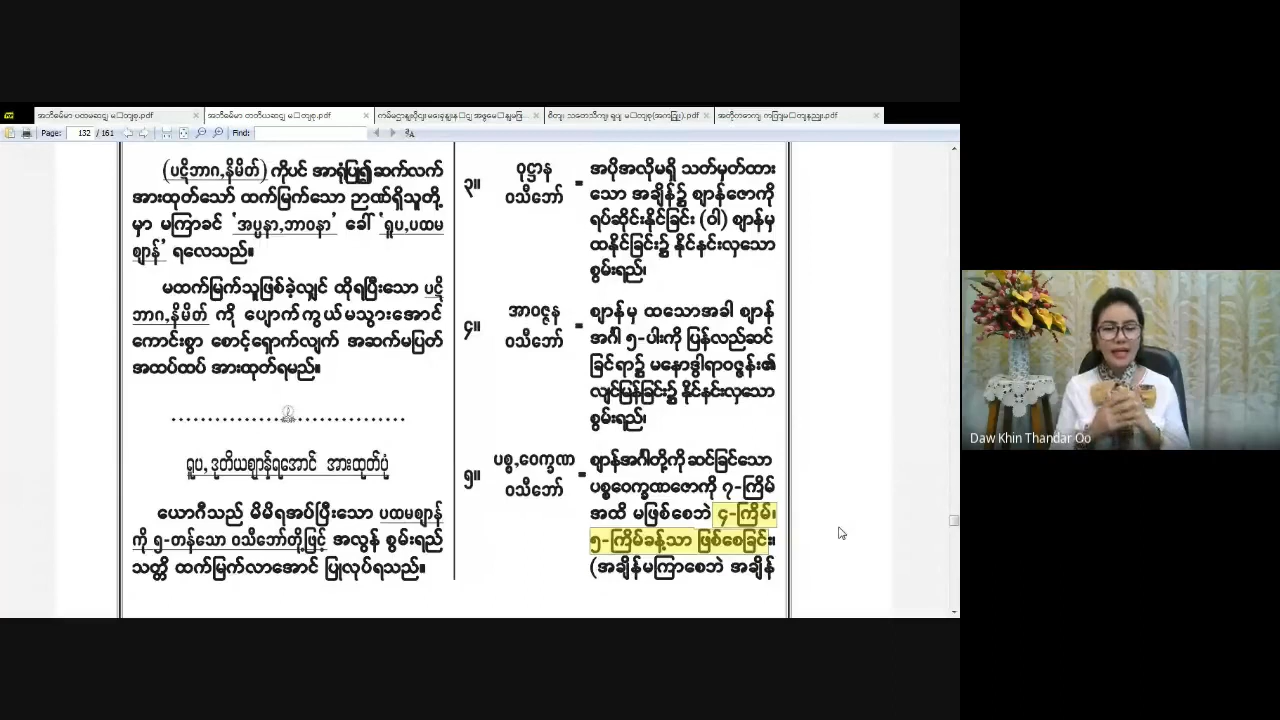 Page: 132 / 161 Find:
(ပဋိဘာဂ,နိမိတ်) ကိုပင် အာရုံပြု၍ဆက်လက်
အားထုတ်သော် ထက်မြက်သော ဉာဏ်ရှိသူတို့
မှာ မကြာခင် ‘အပ္ပနာ,ဘာဝနာ’ ခေါ် ‘ရူပ,ပထမ
ဈာန်’ ရလေသည်။
မထက်မြက်သူဖြစ်ခဲ့လျှင် ထိုရပြီးသော ပဋိ
ဘာဂ,နိမိတ် ကို ပျောက်ကွယ်မသွားအောင်
ကောင်းစွာ စောင့်ရှောက်လျက် အဆက်မပြတ်
အထပ်ထပ် အားထုတ်ရမည်။
ရူပ,ဒုတိယဈာန်ရအောင် အားထုတ်ပုံ
ယောဂီသည် မိမိရအပ်ပြီးသော ပထမဈာန်
ကို ၅-တန်သော ဝသီဘော်တို့ဖြင့် အလွန် စွမ်းရည်
သတ္တိ ထက်မြက်လာအောင် ပြုလုပ်ရသည်။
၃။ ဝုဋ္ဌာန ဝသီဘော် = အပိုအလိုမရှိ သတ်မှတ်ထား
သော အချိန်၌ ဈာန်ဇောကို
ရပ်ဆိုင်းနိုင်ခြင်း (ဝါ) ဈာန်မှ
ထနိုင်ခြင်း၌ နိုင်နင်းလှသော
စွမ်းရည်၊
၄။ အာဝဇ္ဇန ဝသီဘော် = ဈာန်မှ ထသောအခါ ဈာန်
အင်္ဂါ ၅-ပါးကို ပြန်လည်ဆင်
ခြင်ရာ၌ မနောဒွါရာဝဇ္ဇန်း၏
လျင်မြန်ခြင်း၌ နိုင်နင်းလှသော
စွမ်းရည်၊
၅။ ပစ္စ,ဝေက္ခဏာ ဝသီဘော် = ဈာန်အင်္ဂါတို့ကို ဆင်ခြင်သော
ပစ္စဝေက္ခဏဇောကို ၇-ကြိမ်
အထိ မဖြစ်စေဘဲ ၄-ကြိမ်၊
၅-ကြိမ်ခန့်သာ ဖြစ်စေခြင်း၊
(အချိန်မကြာစေဘဲ အချိန်
Daw Khin Thandar Oo